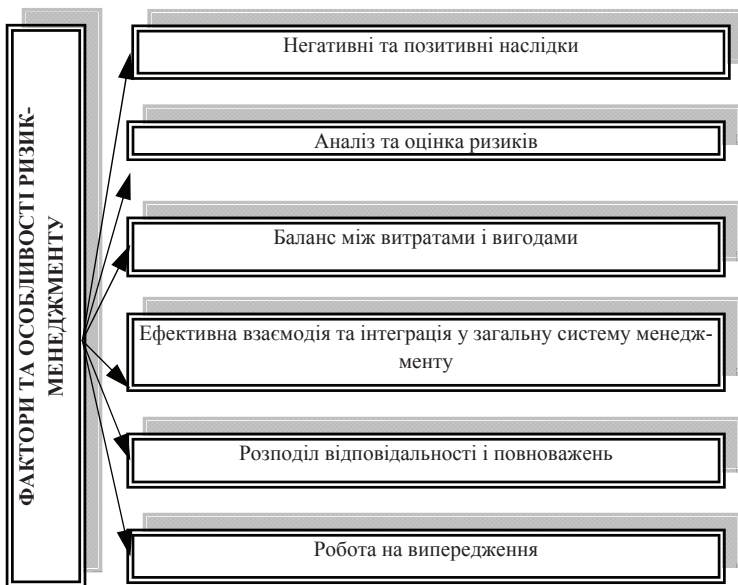 ФАКТОРИ ТА ОСОБЛИВОСТІ РИЗИК-
МЕНЕДЖМЕНТУ
Негативні та позитивні наслідки
Аналіз та оцінка ризиків
Баланс між витратами і вигодами
Ефективна взаємодія та інтеграція у загальну систему менедж-
менту
Розподіл відповідальності і повноважень
Робота на випередження